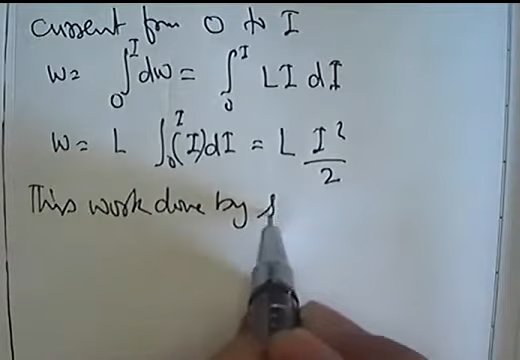 current from 0 to I
W= ∫₀ᴵ dw = ∫₀ᴵ LI dI
W= L ∫₀ᴵ (I)dI = L I²/2
This work done by s